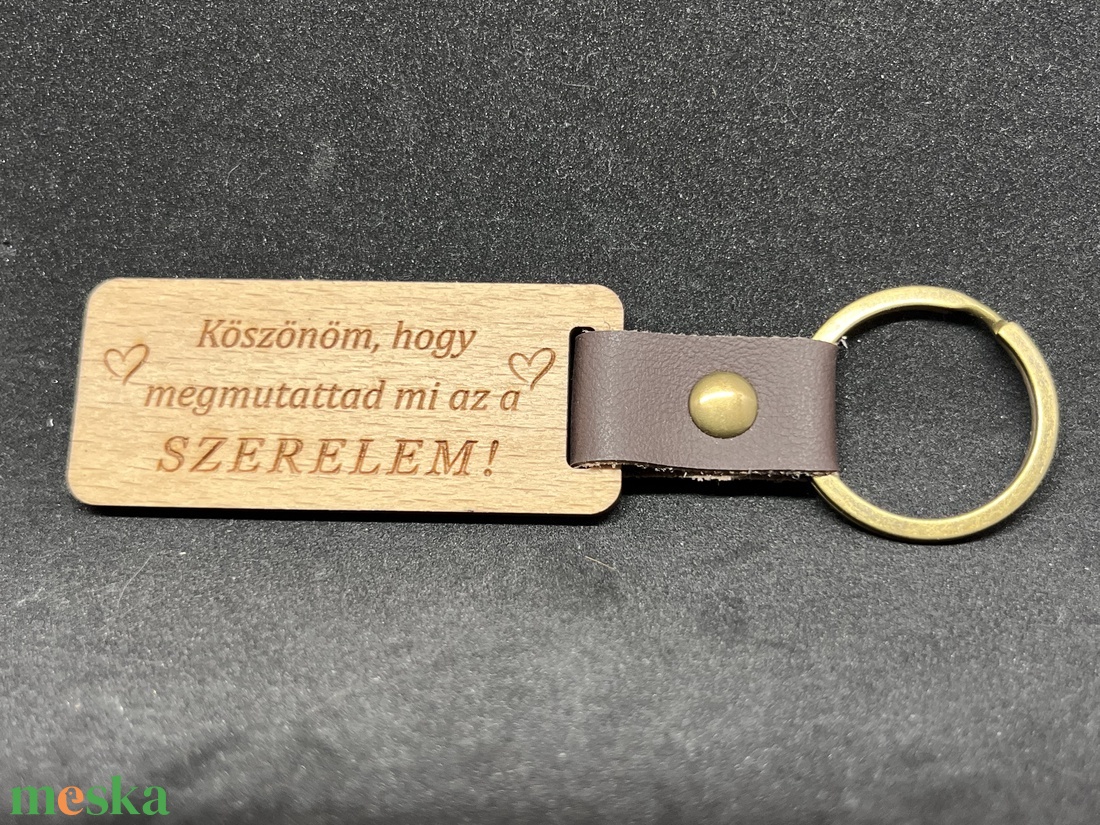 Köszönöm, hogy
megmutattad mi az a
SZERELEM!
meska